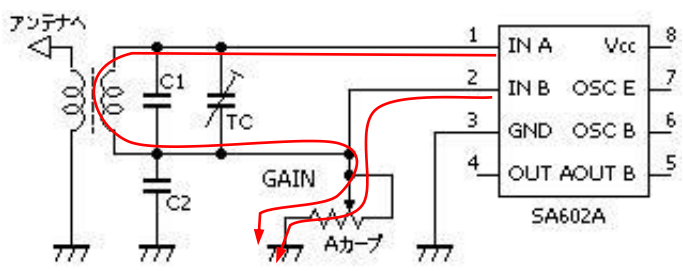 アンテナへ
C1
TC
C2
GAIN
Aカーブ
1 IN A Vcc 8
2 IN B OSC E 7
3 GND OSC B 6
4 OUT A OUT B 5
SA602A